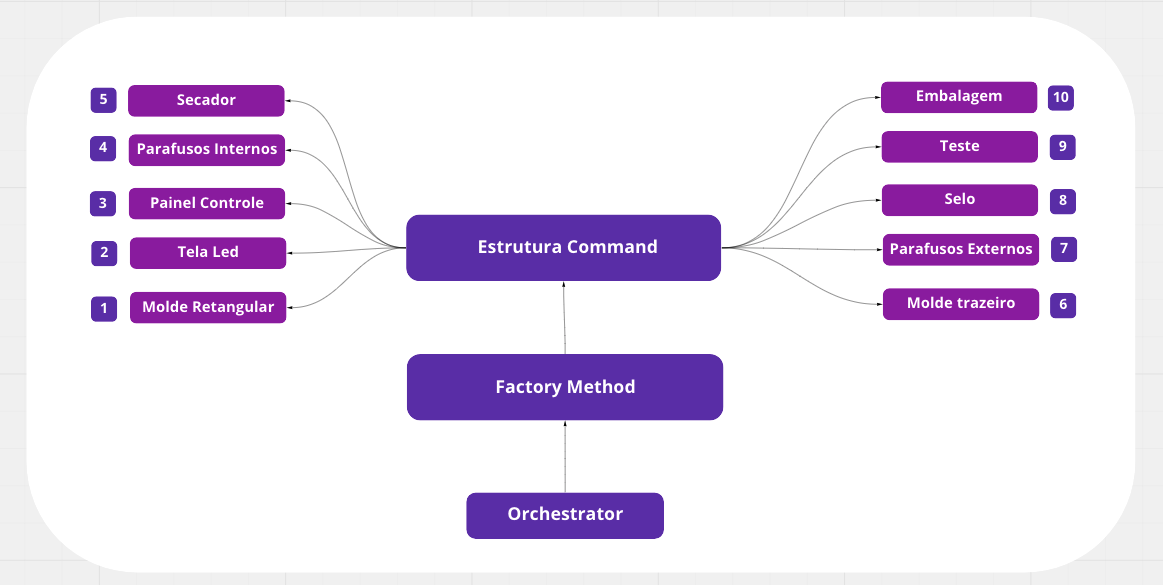 5 Secador
4 Parafusos Internos
3 Painel Controle
2 Tela Led
1 Molde Retangular
Embalagem 10
Teste 9
Selo 8
Parafusos Externos 7
Molde trazeiro 6
Estrutura Command
Factory Method
Orchestrator